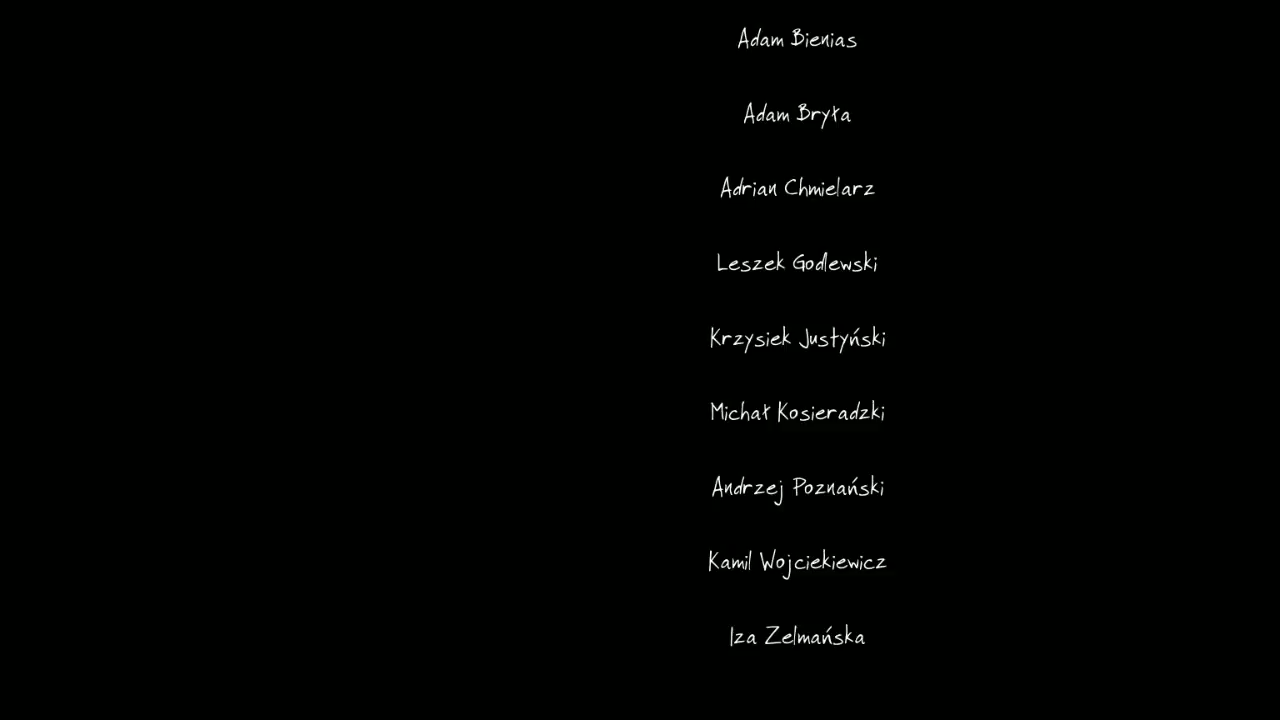 Adam Bienias
Adam Bryła
Adrian Chmielarz
Leszek Godlewski
Krzysiek Justyński
Michał Kosieradzki
Andrzej Poznański
Kamil Wojciekiewicz
Iza Zelmańska